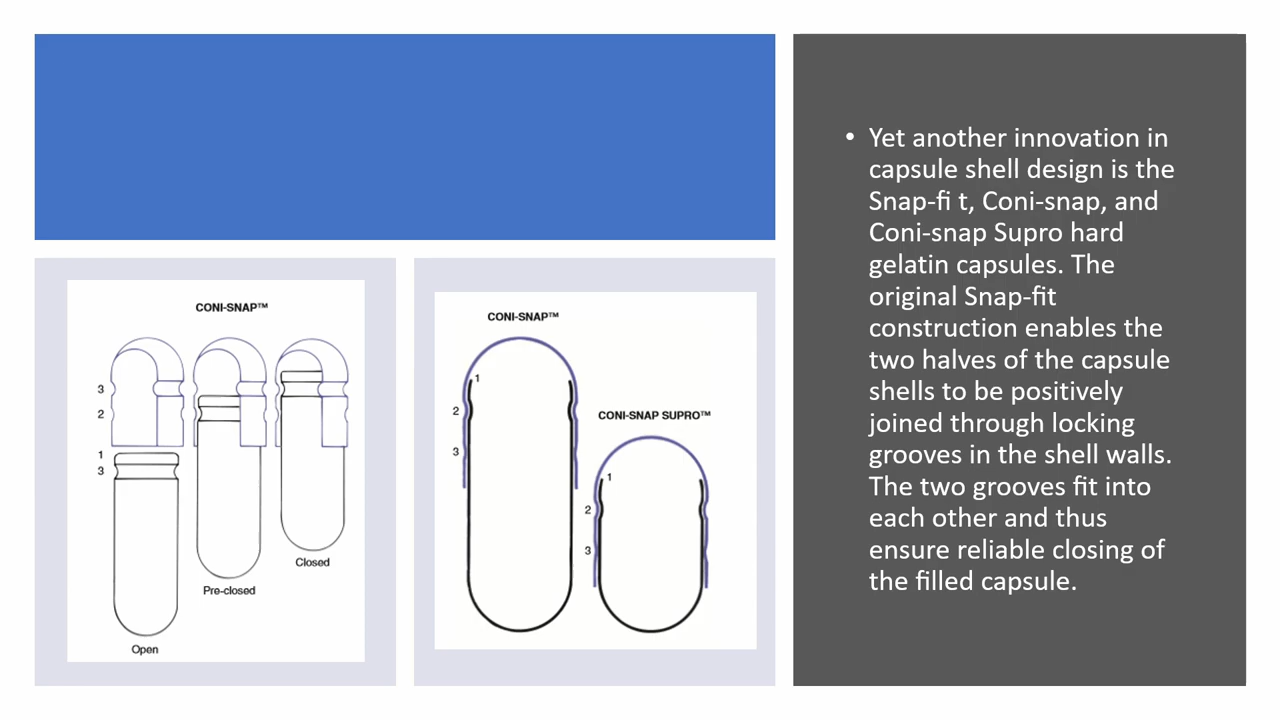 CONI-SNAP™
3
2
1
3
Open
Pre-closed
Closed
CONI-SNAP™
1
2
3
CONI-SNAP SUPRO™
1
2
3
• Yet another innovation in
capsule shell design is the
Snap-fi t, Coni-snap, and
Coni-snap Supro hard
gelatin capsules. The
original Snap-fit
construction enables the
two halves of the capsule
shells to be positively
joined through locking
grooves in the shell walls.
The two grooves fit into
each other and thus
ensure reliable closing of
the filled capsule.